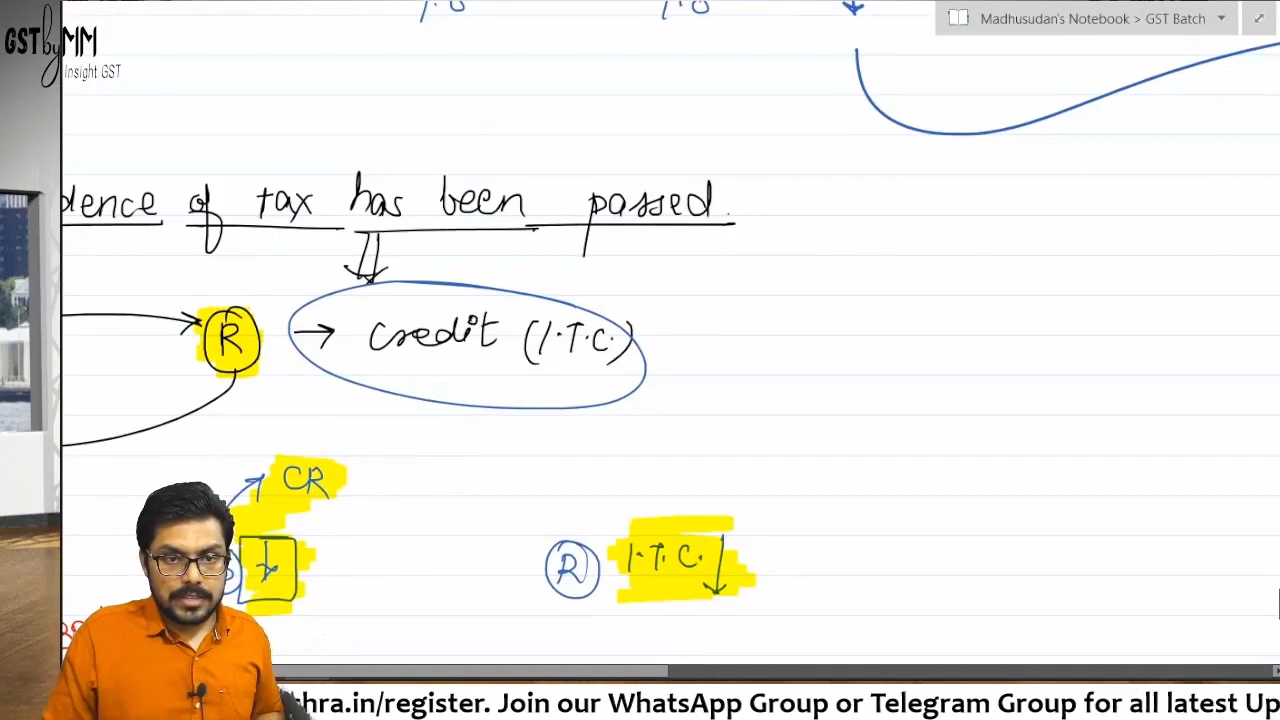 GST by MM
Insight GST
Madhusudan's Notebook > GST Batch
dence of tax has been passed.
R → credit (I.T.C.)
CR
R I.T.C. ↓
shra.in/register. Join our WhatsApp Group or Telegram Group for all latest Up